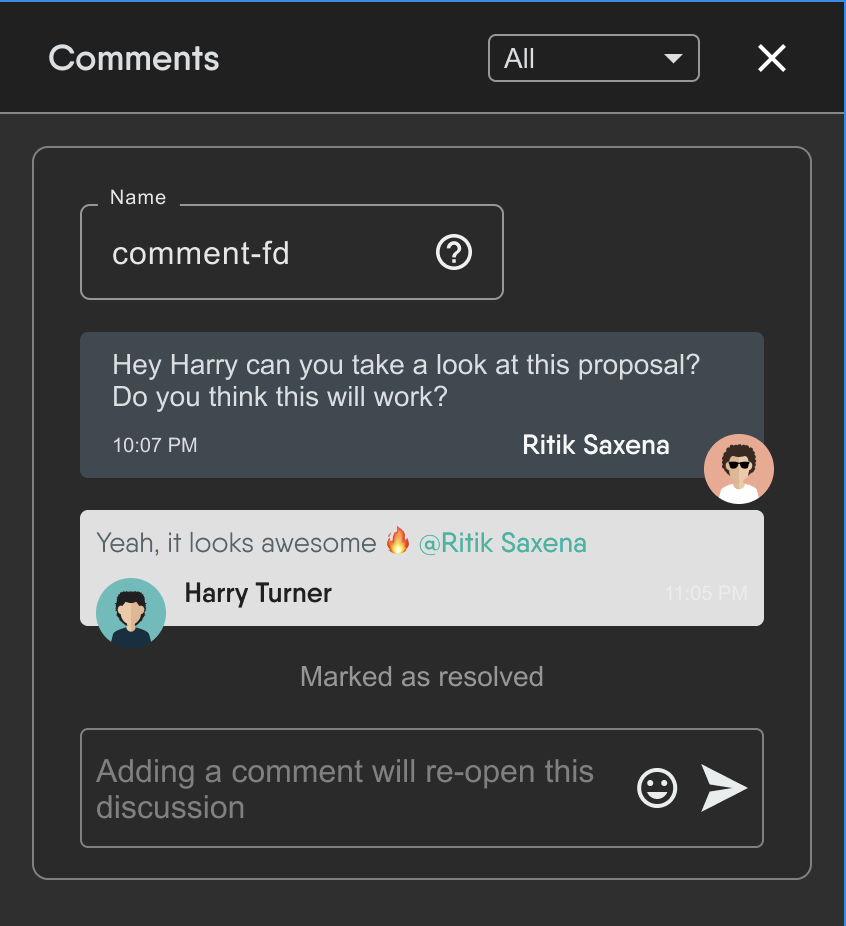 Comments
All
Name
comment-fd
Hey Harry can you take a look at this proposal?
Do you think this will work?
10:07 PM
Ritik Saxena
Yeah, it looks awesome 🔥 @Ritik Saxena
Harry Turner
11:05 PM
Marked as resolved
Adding a comment will re-open this
discussion